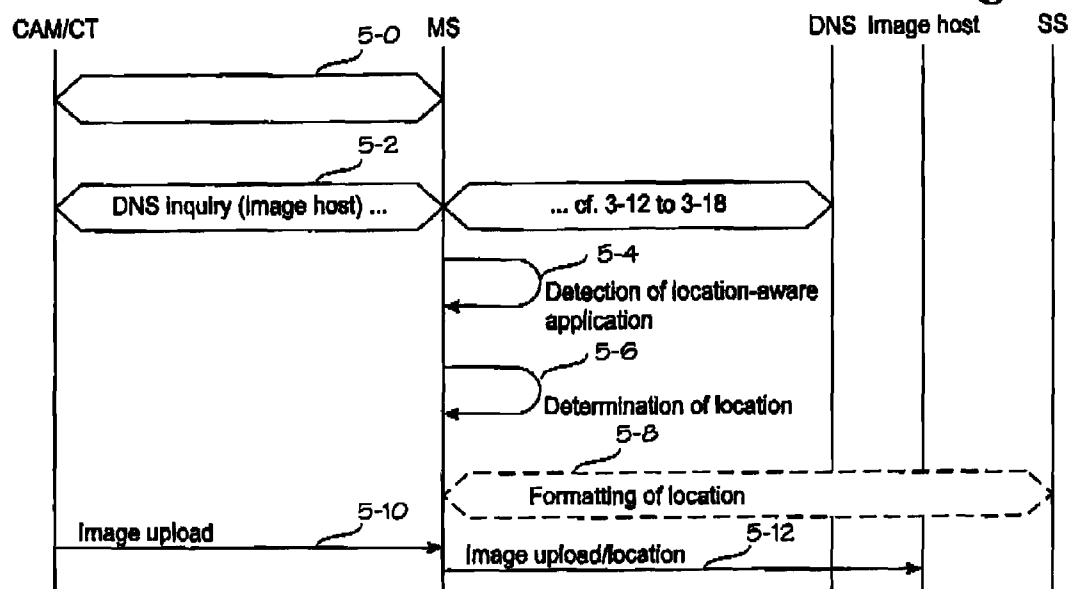 CAM/CT MS DNS Image host SS
5-0
5-2
DNS inquiry (image host) ... ... cf. 3-12 to 3-18
5-4
Detection of location-aware
application
5-6
Determination of location
5-8
Formatting of location
5-10
Image upload
5-12
Image upload/location